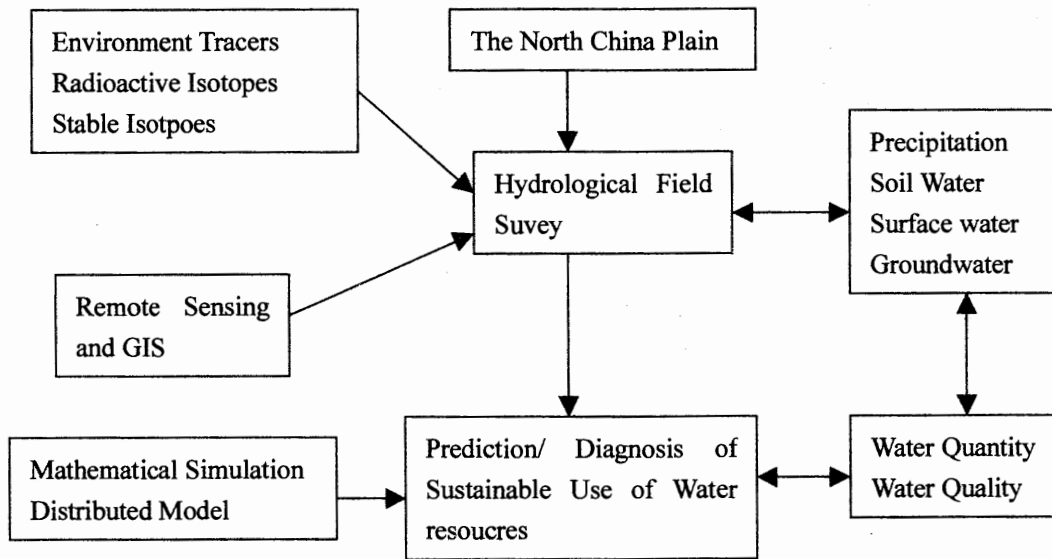 Environment Tracers
Radioactive Isotopes
Stable Isotpoes
The North China Plain
Hydrological Field
Suvey
Precipitation
Soil Water
Surface water
Groundwater
Remote Sensing
and GIS
Mathematical Simulation
Distributed Model
Prediction/ Diagnosis of
Sustainable Use of Water
resoucres
Water Quantity
Water Quality